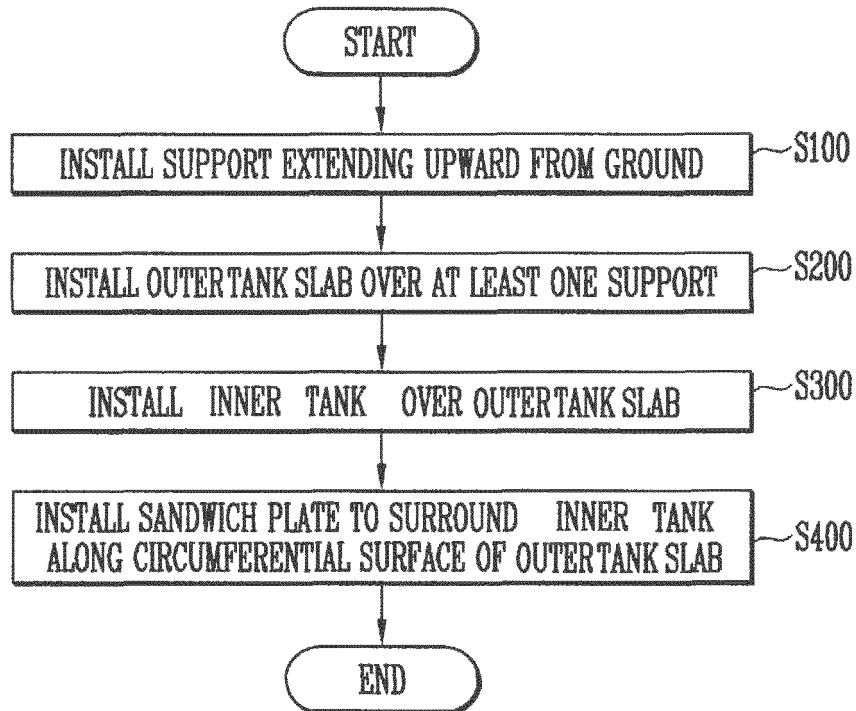 START
INSTALL SUPPORT EXTENDING UPWARD FROM GROUND
S100
INSTALL OUTER TANK SLAB OVER AT LEAST ONE SUPPORT
S200
INSTALL INNER TANK OVER OUTER TANK SLAB
S300
INSTALL SANDWICH PLATE TO SURROUND INNER TANK
ALONG CIRCUMFERENTIAL SURFACE OF OUTER TANK SLAB
S400
END